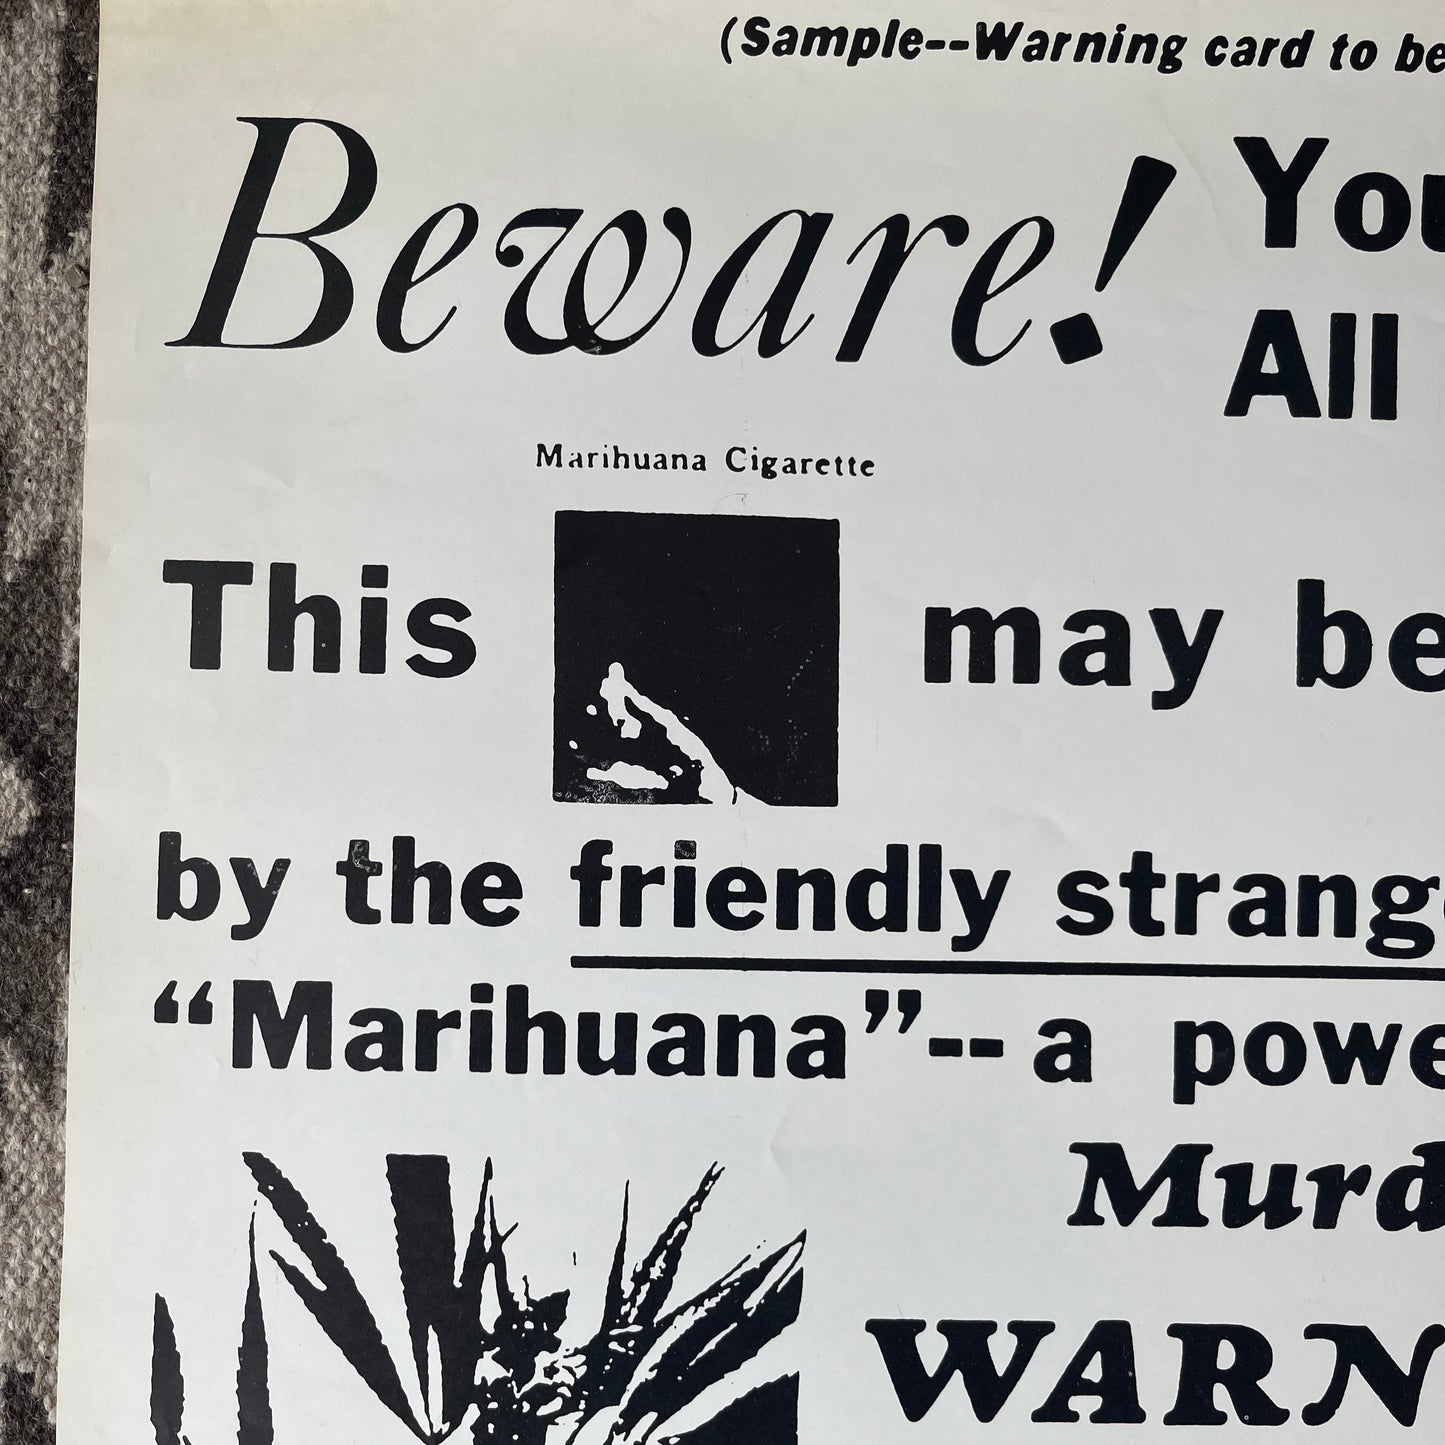 (Sample--Warning card to be
Beware!
You
All
Marihuana Cigarette
This may be
by the friendly strang
"Marihuana"--a powe
Murd
WARN